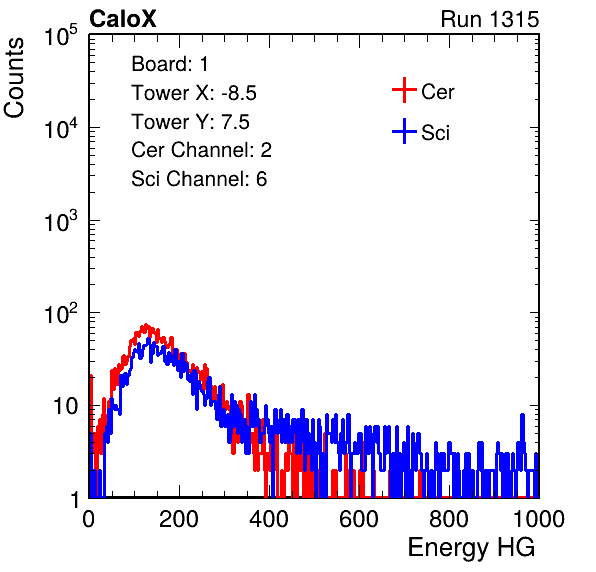 CaloX Run 1315
10^5
Counts
Board: 1
Tower X: -8.5
Tower Y: 7.5
Cer Channel: 2
Sci Channel: 6
Cer
Sci
10^4
10^3
10^2
10
1
0 200 400 600 800 1000
Energy HG